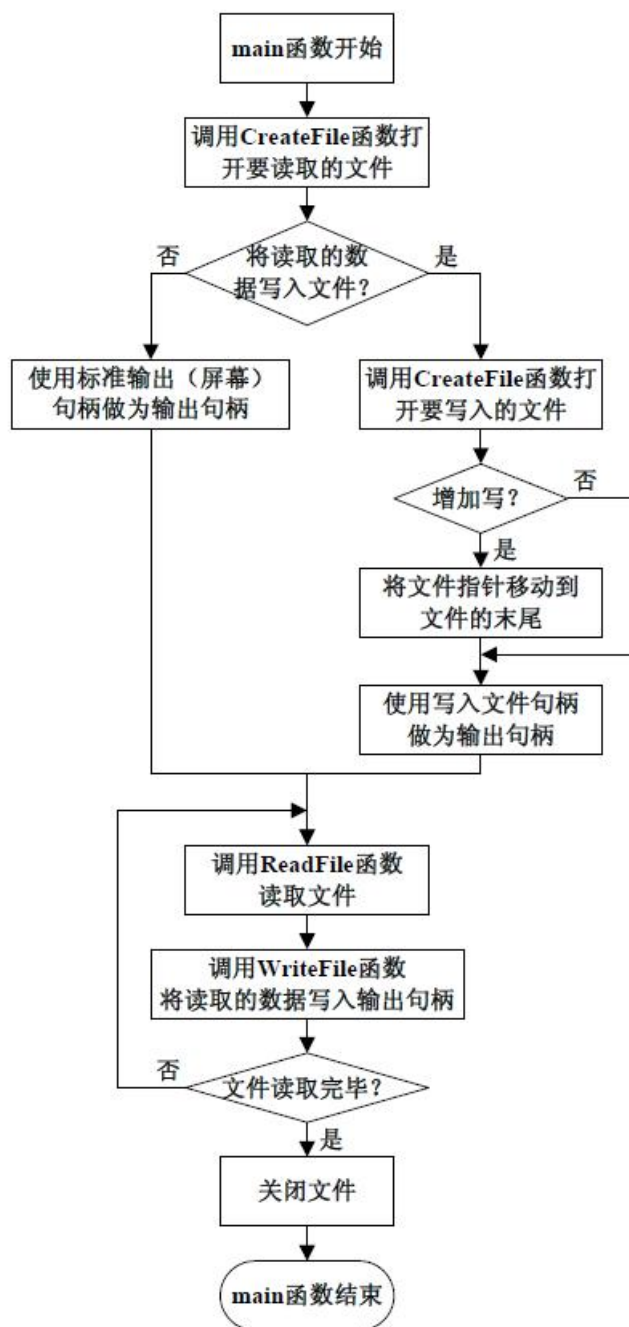 main函数开始
调用CreateFile函数打
开要读取的文件
否
将读取的数
据写入文件？
是
使用标准输出（屏幕）
句柄做为输出句柄
调用CreateFile函数打
开要写入的文件
增加写？
否
是
将文件指针移动到
文件的末尾
使用写入文件句柄
做为输出句柄
调用ReadFile函数
读取文件
调用WriteFile函数
将读取的数据写入输出句柄
否
文件读取完毕？
是
关闭文件
main函数结束